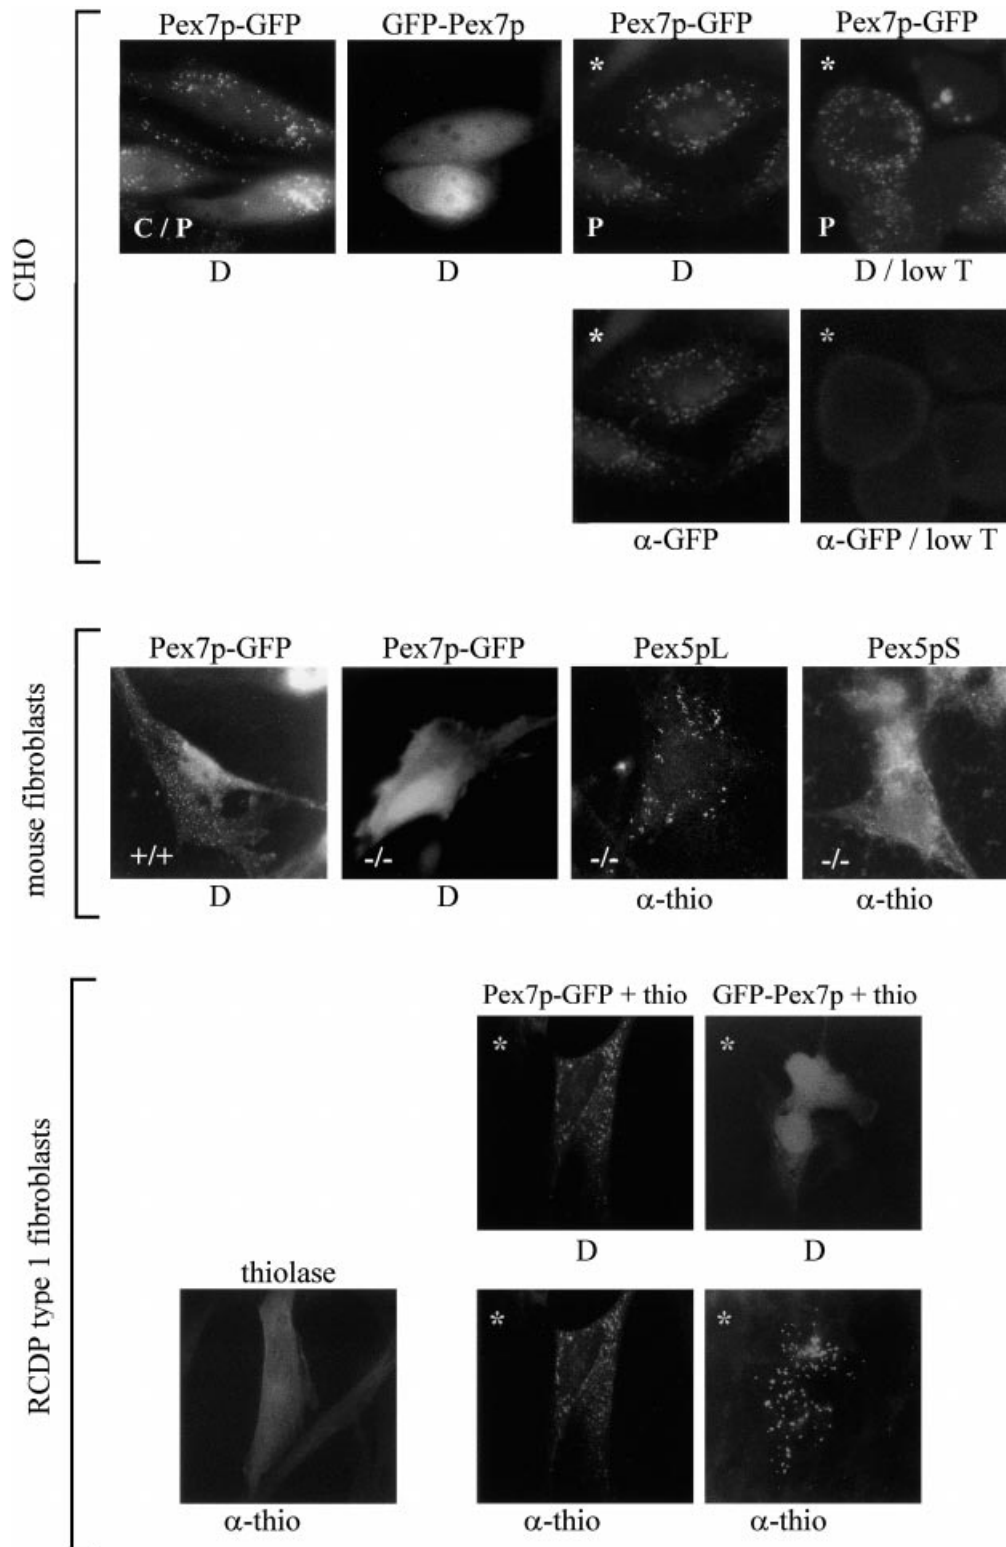 Pex7p-GFP GFP-Pex7p Pex7p-GFP Pex7p-GFP
* *
C / P P P
D D D D / low T
CHO
* *
α-GFP α-GFP / low T
Pex7p-GFP Pex7p-GFP Pex5pL Pex5pS
mouse fibroblasts
+/+ -/- -/- -/-
D D α-thio α-thio
Pex7p-GFP + thio GFP-Pex7p + thio
* *
D D
RCDP type 1 fibroblasts
thiolase
* *
α-thio α-thio α-thio